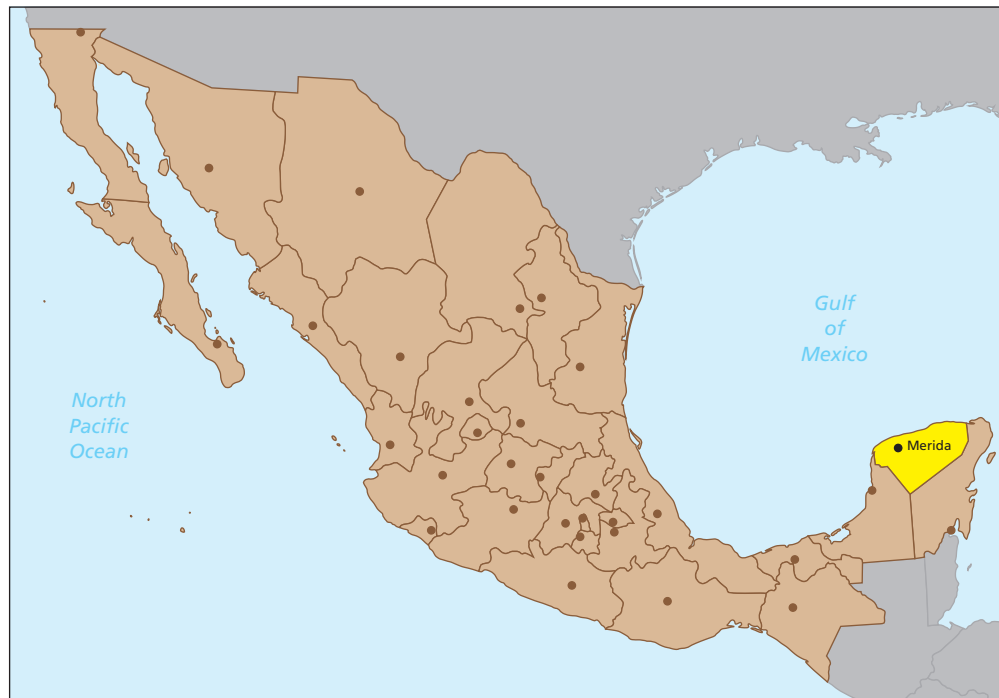 Gulf
of
Mexico
North
Pacific
Ocean
Merida